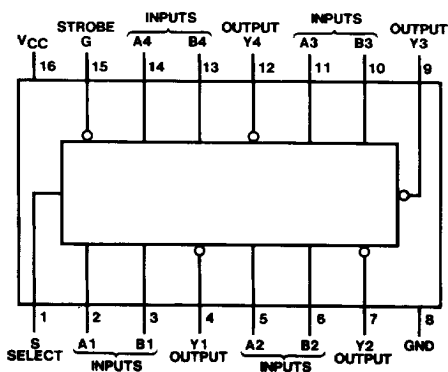 INPUTS INPUTS
STROBE OUTPUT OUTPUT
VCC G A4 B4 Y4 A3 B3 Y3
16 15 14 13 12 11 10 9
1 2 3 4 5 6 7 8
S A1 B1 Y1 A2 B2 Y2 GND
SELECT INPUTS OUTPUT INPUTS OUTPUT